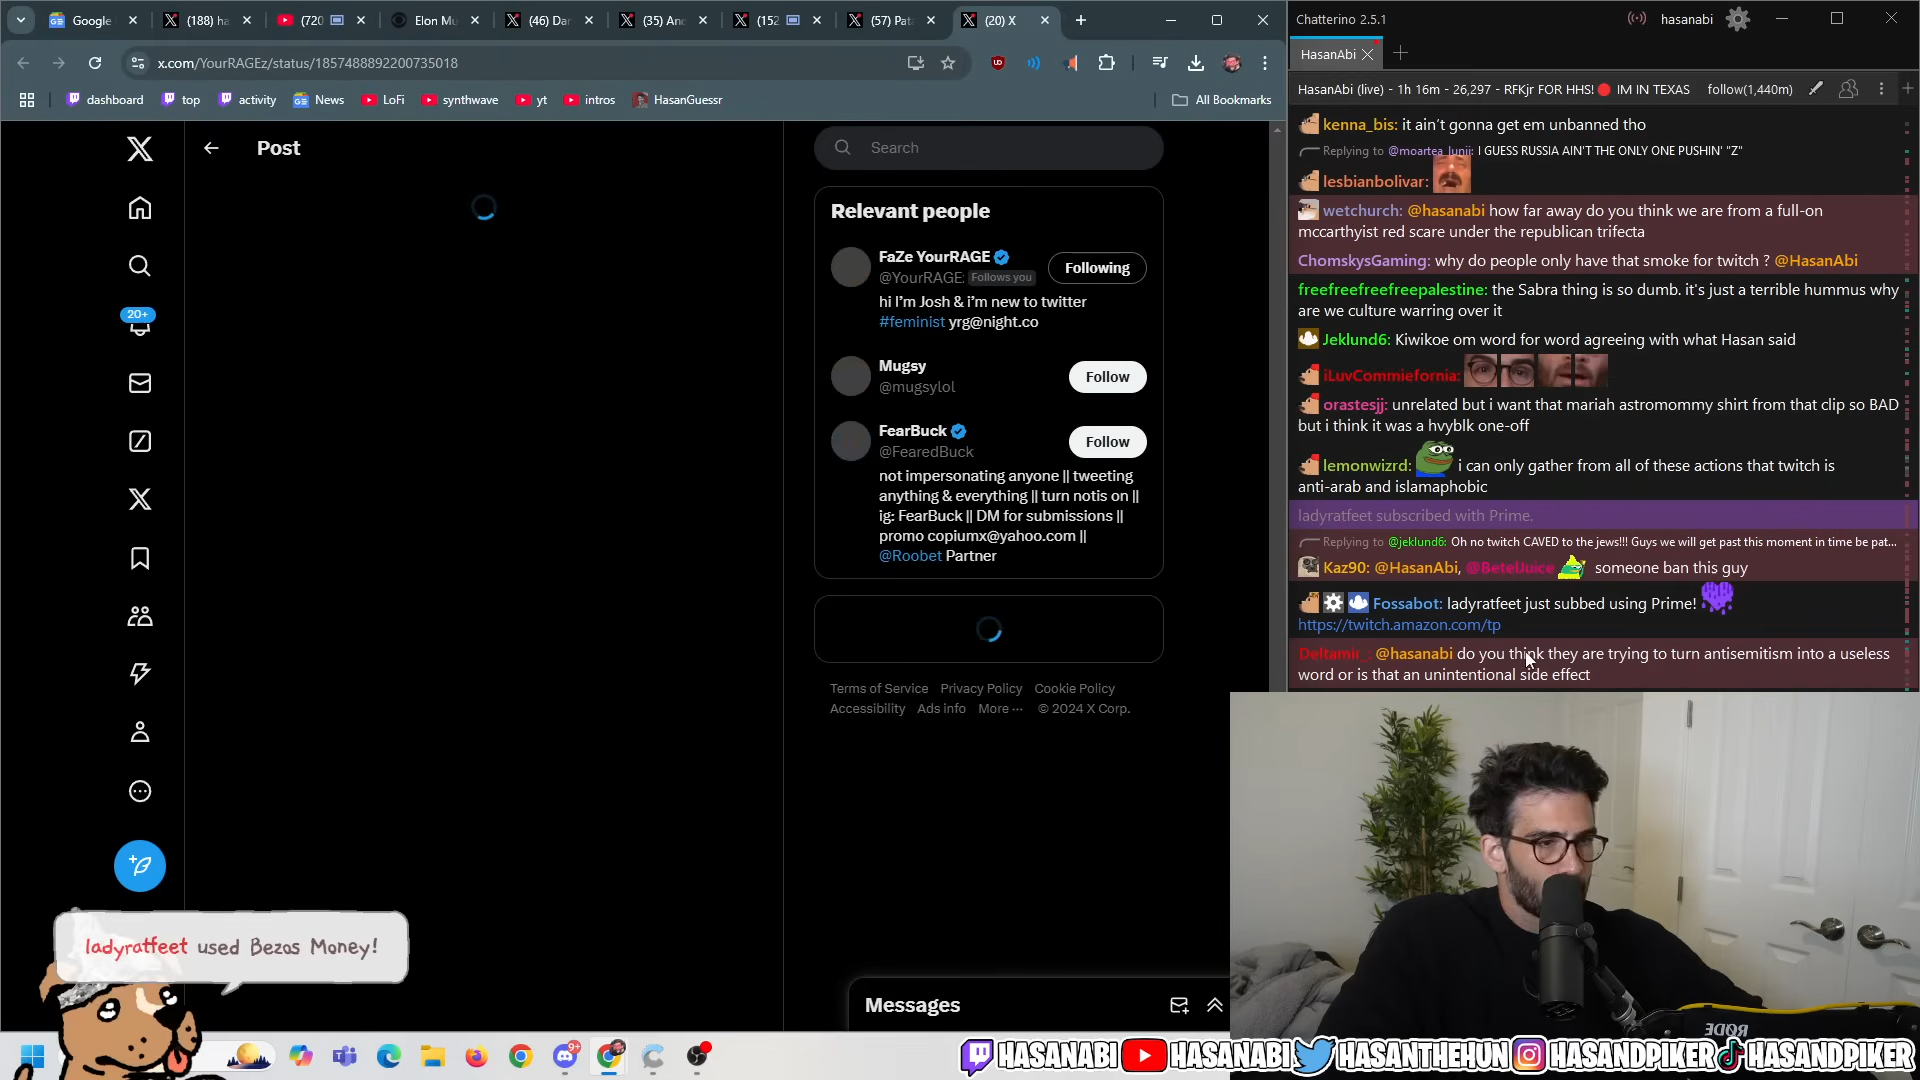 Google
(188) ha
(720
Elon Mu
(46) Dar
(35) And
(152
(57) Pata
(20) X
x.com/YourRAGEz/status/1857488892200735018
dashboard
top
activity
News
LoFi
synthwave
yt
intros
HasanGuessr
All Bookmarks
Post
Search
20+
Relevant people
FaZe YourRAGE
@YourRAGE
Follows you
Following
hi I'm Josh & i'm new to twitter
#feminist yrg@night.co
Mugsy
@mugsylol
Follow
FearBuck
@FearedBuck
Follow
not impersonating anyone || tweeting
anything & everything || turn notis on ||
ig: FearBuck || DM for submissions ||
promo copiumx@yahoo.com ||
@Roobet Partner
Terms of Service Privacy Policy Cookie Policy
Accessibility Ads info More ··· © 2024 X Corp.
Messages
ladyratfeet used Bezos Money!
9+
Chatterino 2.5.1
hasanabi
HasanAbi
HasanAbi (live) - 1h 16m - 26,297 - RFKjr FOR HHS! IM IN TEXAS
follow(1,440m)
kenna_bis: it ain't gonna get em unbanned tho
Replying to @moartea_lunii: I GUESS RUSSIA AIN'T THE ONLY ONE PUSHIN' "Z"
lesbianbolivar:
wetchurch: @hasanabi how far away do you think we are from a full-on
mccarthyist red scare under the republican trifecta
ChomskysGaming: why do people only have that smoke for twitch ? @HasanAbi
freefreefreefreepalestine: the Sabra thing is so dumb. it's just a terrible hummus why
are we culture warring over it
Jeklund6: Kiwikoe om word for word agreeing with what Hasan said
iLuvCommiefornia:
orastesjj: unrelated but i want that mariah astromommy shirt from that clip so BAD
but i think it was a hvyblk one-off
lemonwizrd: i can only gather from all of these actions that twitch is
anti-arab and islamaphobic
ladyratfeet subscribed with Prime.
Replying to @jeklund6: Oh no twitch CAVED to the jews!!! Guys we will get past this moment in time be pat...
Kaz90: @HasanAbi, @BetelJuice someone ban this guy
Fossabot: ladyratfeet just subbed using Prime!
https://twitch.amazon.com/tp
Deltamir_: @hasanabi do you think they are trying to turn antisemitism into a useless
word or is that an unintentional side effect
RØDE
HASANABI
HASANABI
HASANTHEHUN
HASANDPIKER
HASANDPIKER